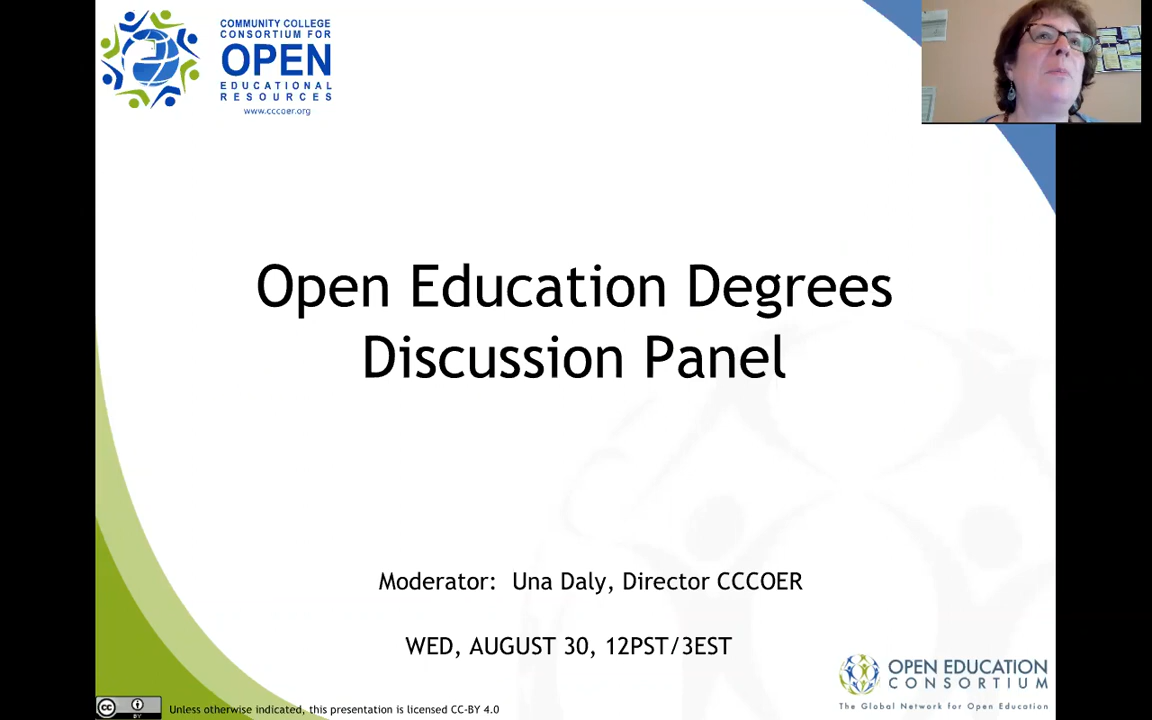 COMMUNITY COLLEGE
CONSORTIUM FOR
OPEN
EDUCATIONAL
RESOURCES
www.cccoer.org
Open Education Degrees
Discussion Panel
Moderator: Una Daly, Director CCCOER
WED, AUGUST 30, 12PST/3EST
OPEN EDUCATION
CONSORTIUM
The Global Network for Open Education
cc
BY
Unless otherwise indicated, this presentation is licensed CC-BY 4.0